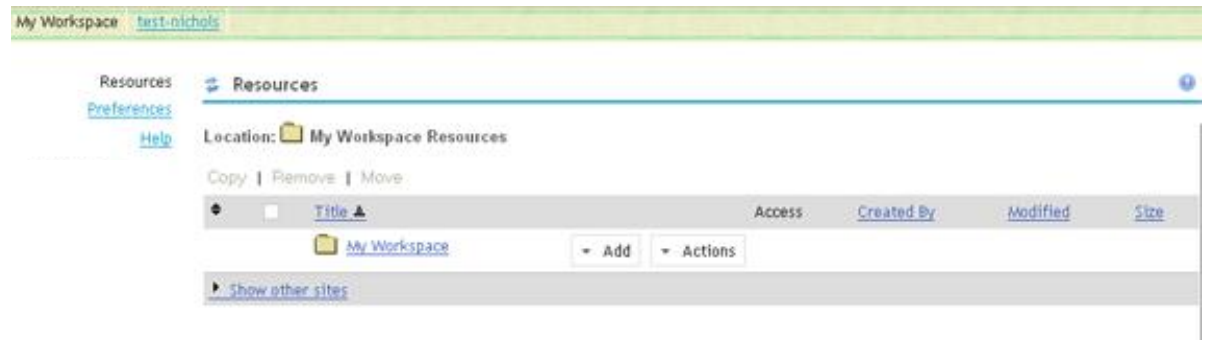 My Workspace test-nichols
Resources
Preferences
Help
Resources
Location: My Workspace Resources
Copy | Remove | Move
Title Access Created By Modified Size
My Workspace Add Actions
Show other sites